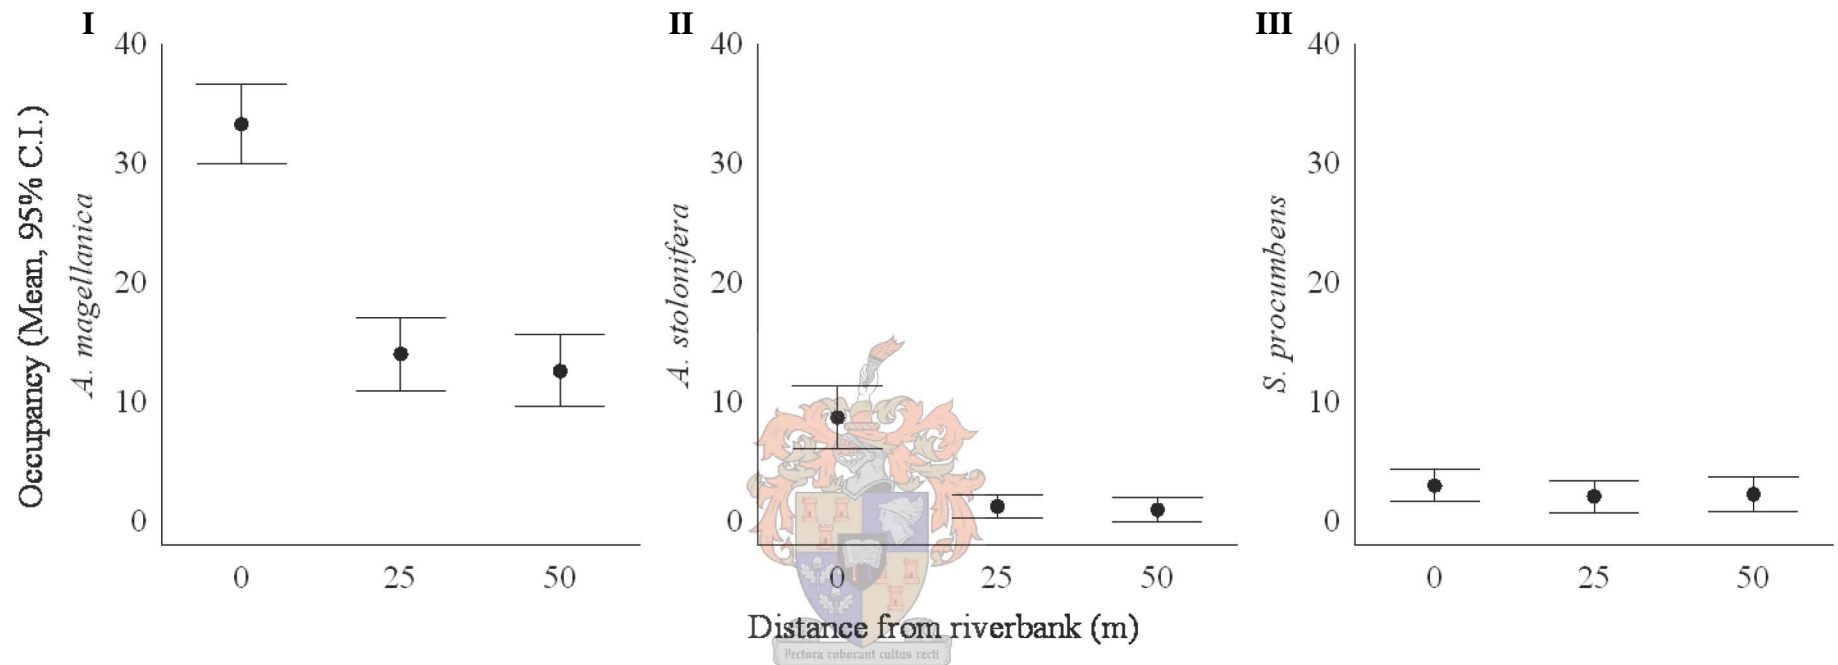 I
II
III
Occupancy (Mean, 95% C.I.)
A. magellanica
40
30
20
10
0
0 25 50
A. stolonifera
40
30
20
10
0
0 25 50
S. procumbens
40
30
20
10
0
0 25 50
Distance from riverbank (m)
Pectora roborant cultus recti